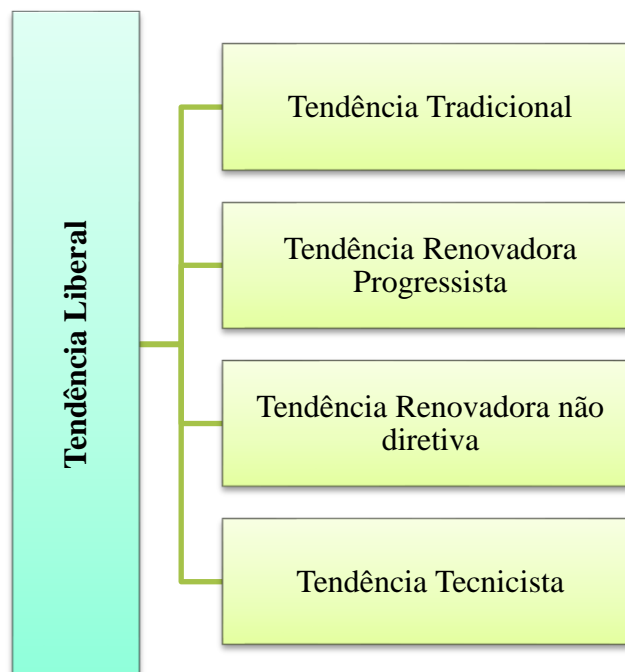 Tendência Liberal
Tendência Tradicional
Tendência Renovadora
Progressista
Tendência Renovadora não
diretiva
Tendência Tecnicista